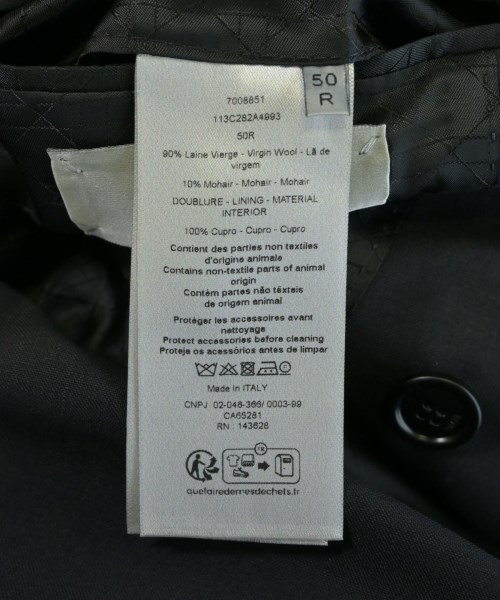 50
R
7008851
113C282A4993
50R
90% Laine Vierge - Virgin Wool - Lã de
virgem
10% Mohair - Mohair - Mohair
DOUBLURE - LINING - MATERIAL
INTERIOR
100% Cupro - Cupro - Cupro
Contient des parties non textiles
d'origine animale
Contains non-textile parts of animal
origin
Contém partes não têxteis
de origem animal
Protéger les accessoires avant
nettoyage
Protect accessories before cleaning
Proteja os acessórios antes de limpar
Made in ITALY
CNPJ 02-048-366/ 0003-99
CA65281
RN : 143828
FR
quefairedemesdechets.fr